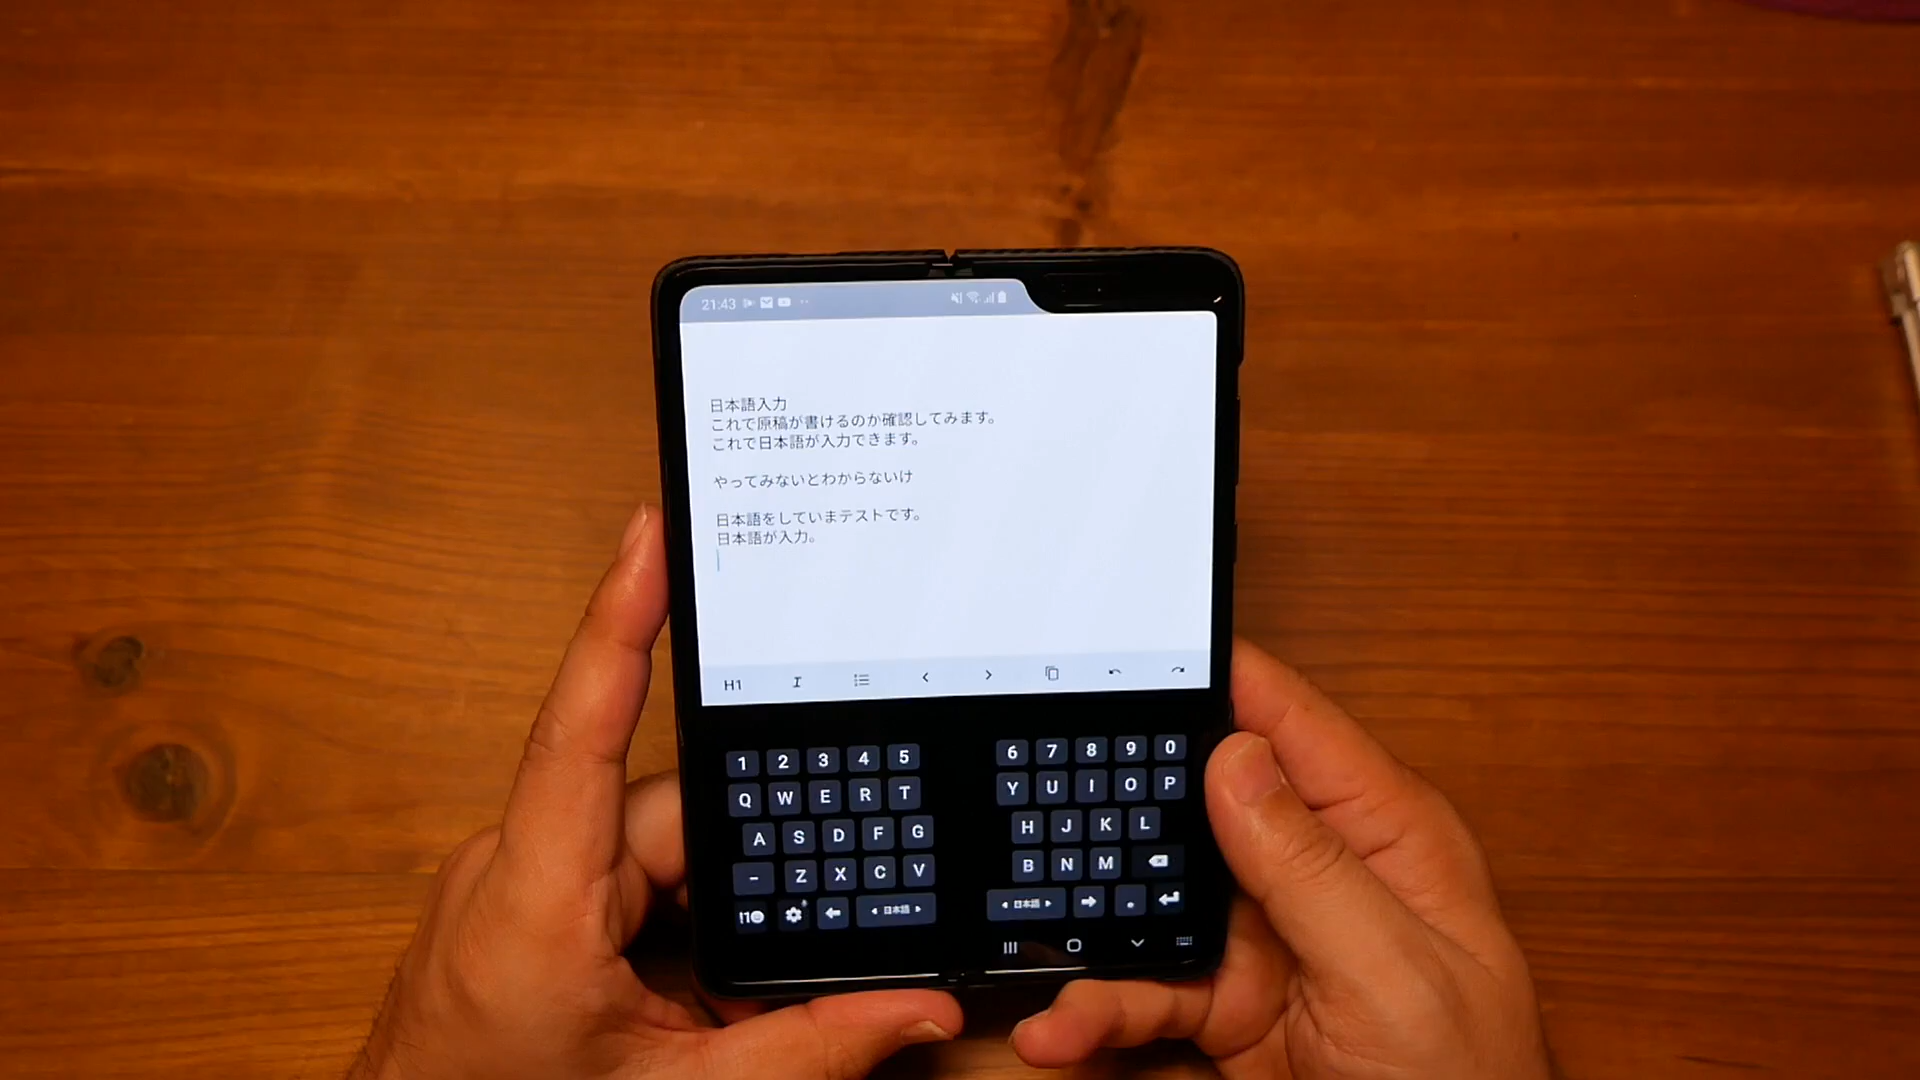 21:43
日本語入力
これで原稿が書けるのか確認してみます。
これで日本語が入力できます。
やってみないとわからないけ
日本語をしていまテストです。
日本語が入力。
H1 I
1 2 3 4 5 6 7 8 9 0
Q W E R T Y U I O P
A S D F G H J K L
- Z X C V B N M
!1☺ 日本語 日本語 。